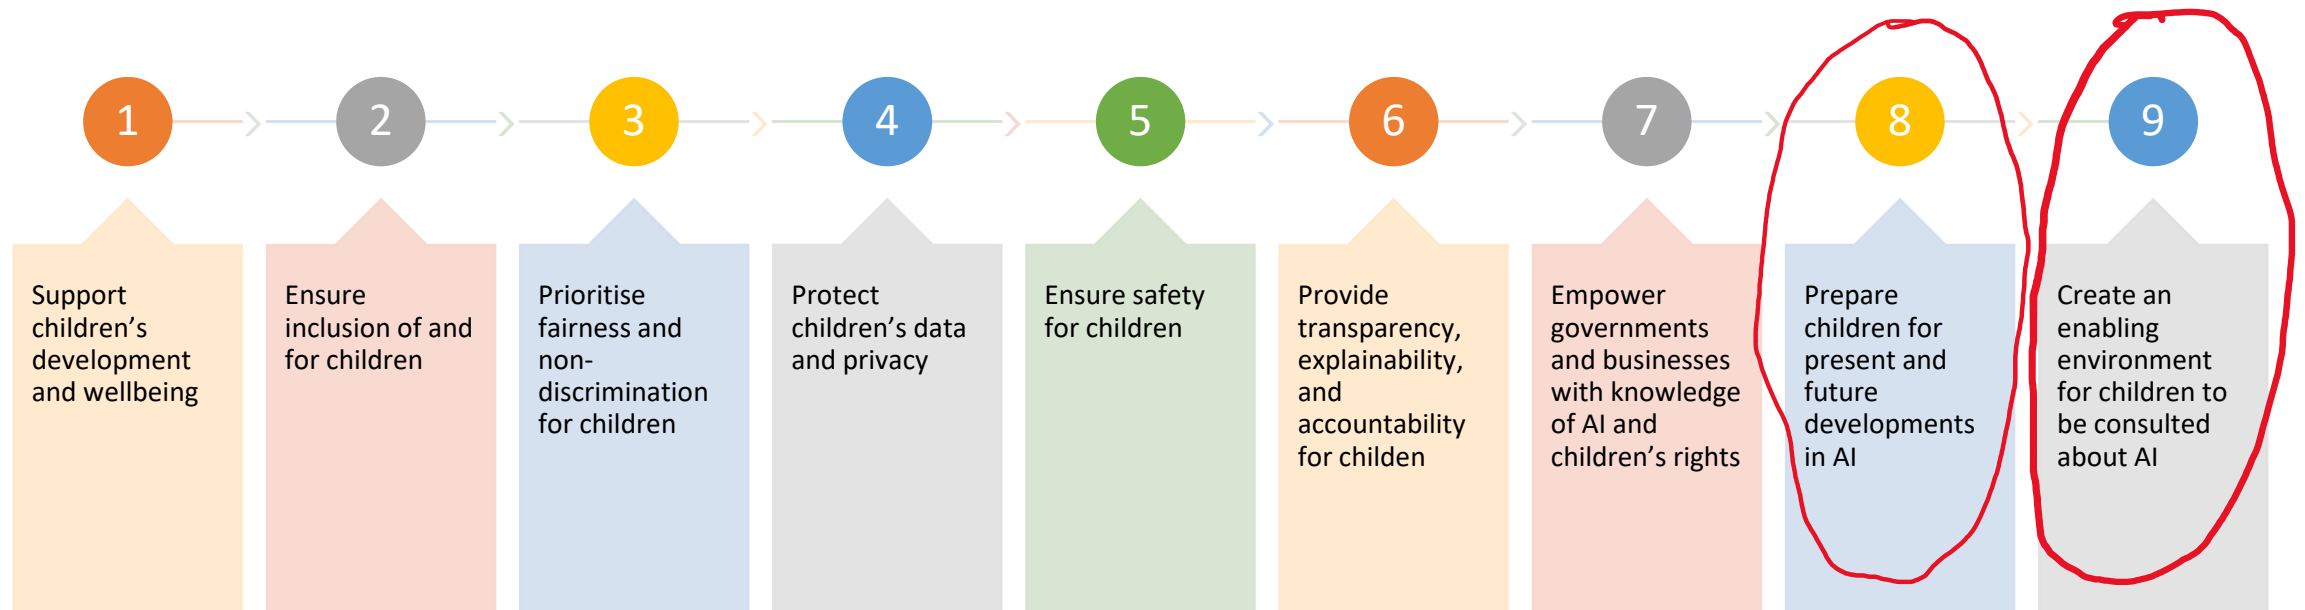 1
2
3
4
5
6
7
8
9
Support
children's
development
and wellbeing
Ensure
inclusion of and
for children
Prioritise
fairness and
non-
discrimination
for children
Protect
children's data
and privacy
Ensure safety
for children
Provide
transparency,
explainability,
and
accountability
for childen
Empower
governments
and businesses
with knowledge
of AI and
children's rights
Prepare
children for
present and
future
developments
in AI
Create an
enabling
environment
for children to
be consulted
about AI